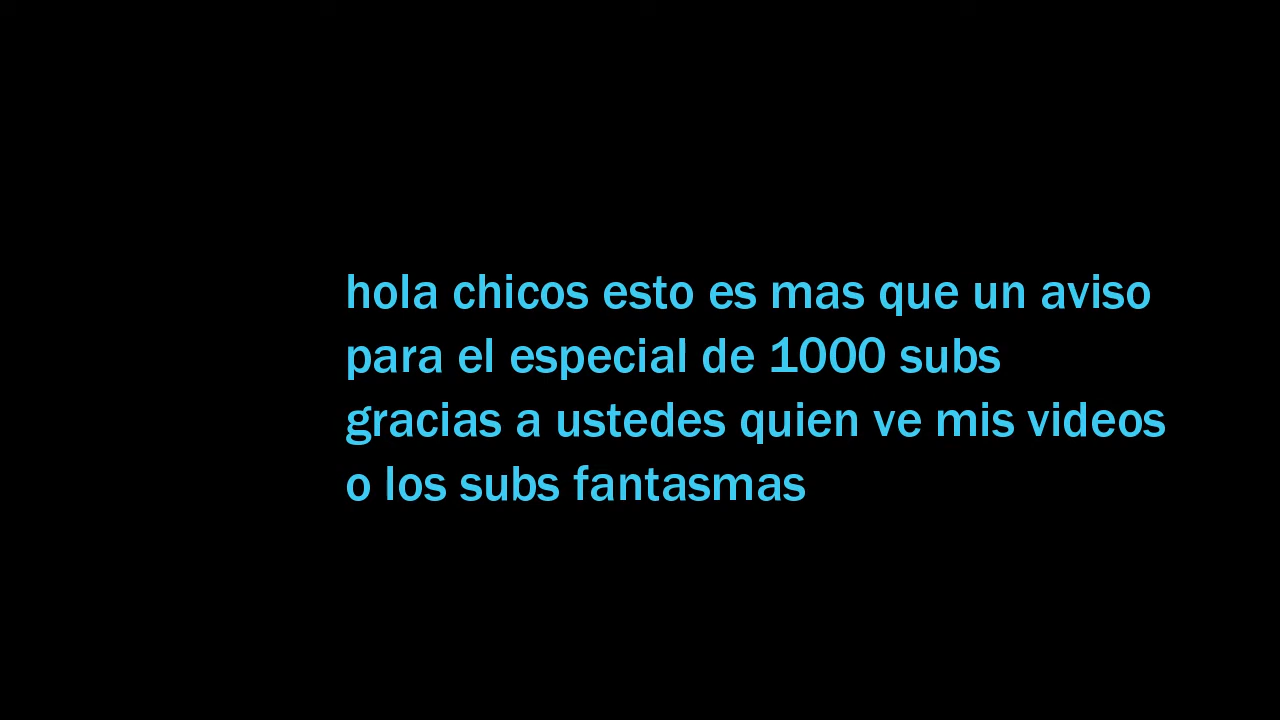 hola chicos esto es mas que un aviso
para el especial de 1000 subs
gracias a ustedes quien ve mis videos
o los subs fantasmas